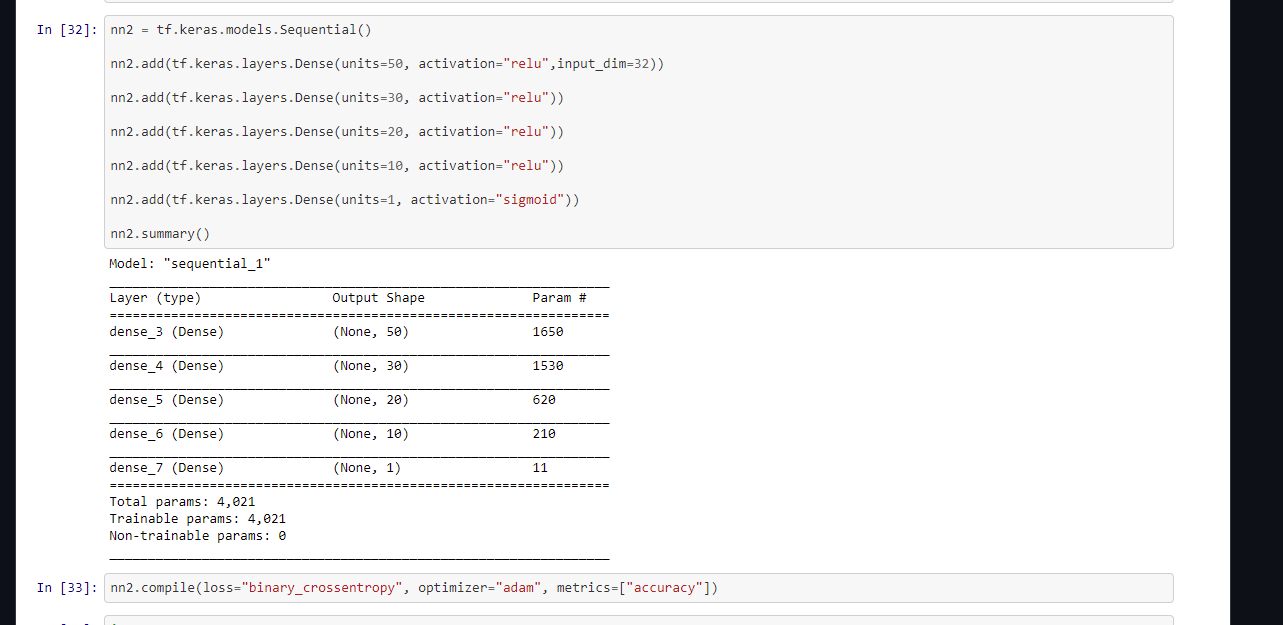 In [32]: nn2 = tf.keras.models.Sequential()
nn2.add(tf.keras.layers.Dense(units=50, activation="relu",input_dim=32))
nn2.add(tf.keras.layers.Dense(units=30, activation="relu"))
nn2.add(tf.keras.layers.Dense(units=20, activation="relu"))
nn2.add(tf.keras.layers.Dense(units=10, activation="relu"))
nn2.add(tf.keras.layers.Dense(units=1, activation="sigmoid"))
nn2.summary()
Model: "sequential_1"
_________________________________________________________________
Layer (type)                 Output Shape              Param #
=================================================================
dense_3 (Dense)              (None, 50)                1650
_________________________________________________________________
dense_4 (Dense)              (None, 30)                1530
_________________________________________________________________
dense_5 (Dense)              (None, 20)                620
_________________________________________________________________
dense_6 (Dense)              (None, 10)                210
_________________________________________________________________
dense_7 (Dense)              (None, 1)                 11
=================================================================
Total params: 4,021
Trainable params: 4,021
Non-trainable params: 0
_________________________________________________________________
In [33]: nn2.compile(loss="binary_crossentropy", optimizer="adam", metrics=["accuracy"])